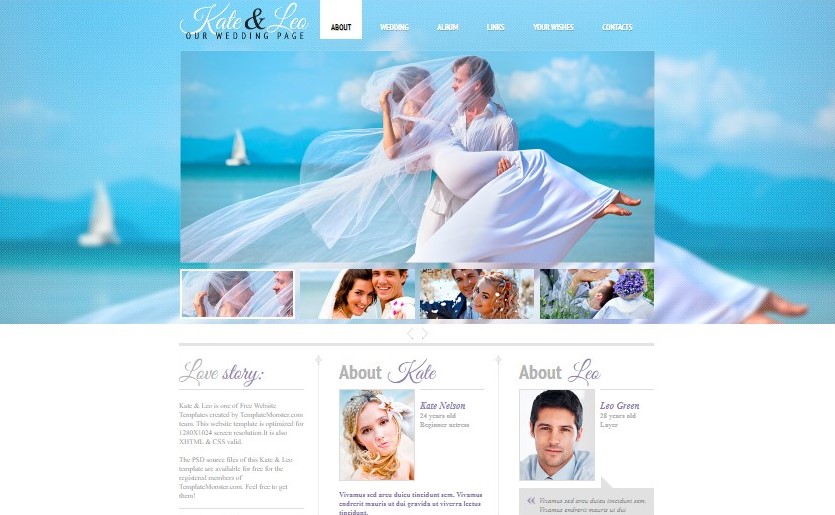 Kate & Leo
OUR WEDDING PAGE
ABOUT
WEDDING
ALBUM
LINKS
YOUR WISHES
CONTACTS
Love story:
Kate & Leo is one of Free Website
Templates created by TemplateMonster.com
team. This website template is optimized for
1280X1024 screen resolution.It is also
XHTML & CSS valid.
The PSD source files of this Kate & Leo
template are available for free for the
registered members of
TemplateMonster.com. Feel free to get
them!
About Kate
Kate Nelson
24 years old
Beginner actress
Vivamus sed arcu duicu tincidunt sem. Vivamus
endrerit mauris ut dui gravida ut viverra lectus
tincidunt.
About Leo
Leo Green
28 years old
Layer
Vivamus sed arcu duicu tincidunt sem.
Vivamus endrerit mauris ut dui